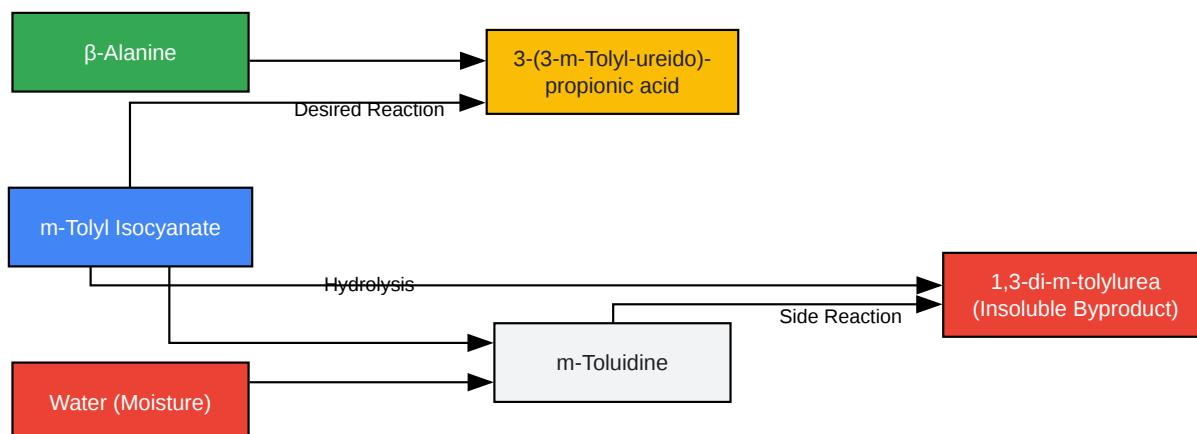 β-Alanine
3-(3-m-Tolyl-ureido)-
propionic acid
Desired Reaction
m-Tolyl Isocyanate
Hydrolysis
1,3-di-m-tolylurea
(Insoluble Byproduct)
Side Reaction
m-Toluidine
Water (Moisture)